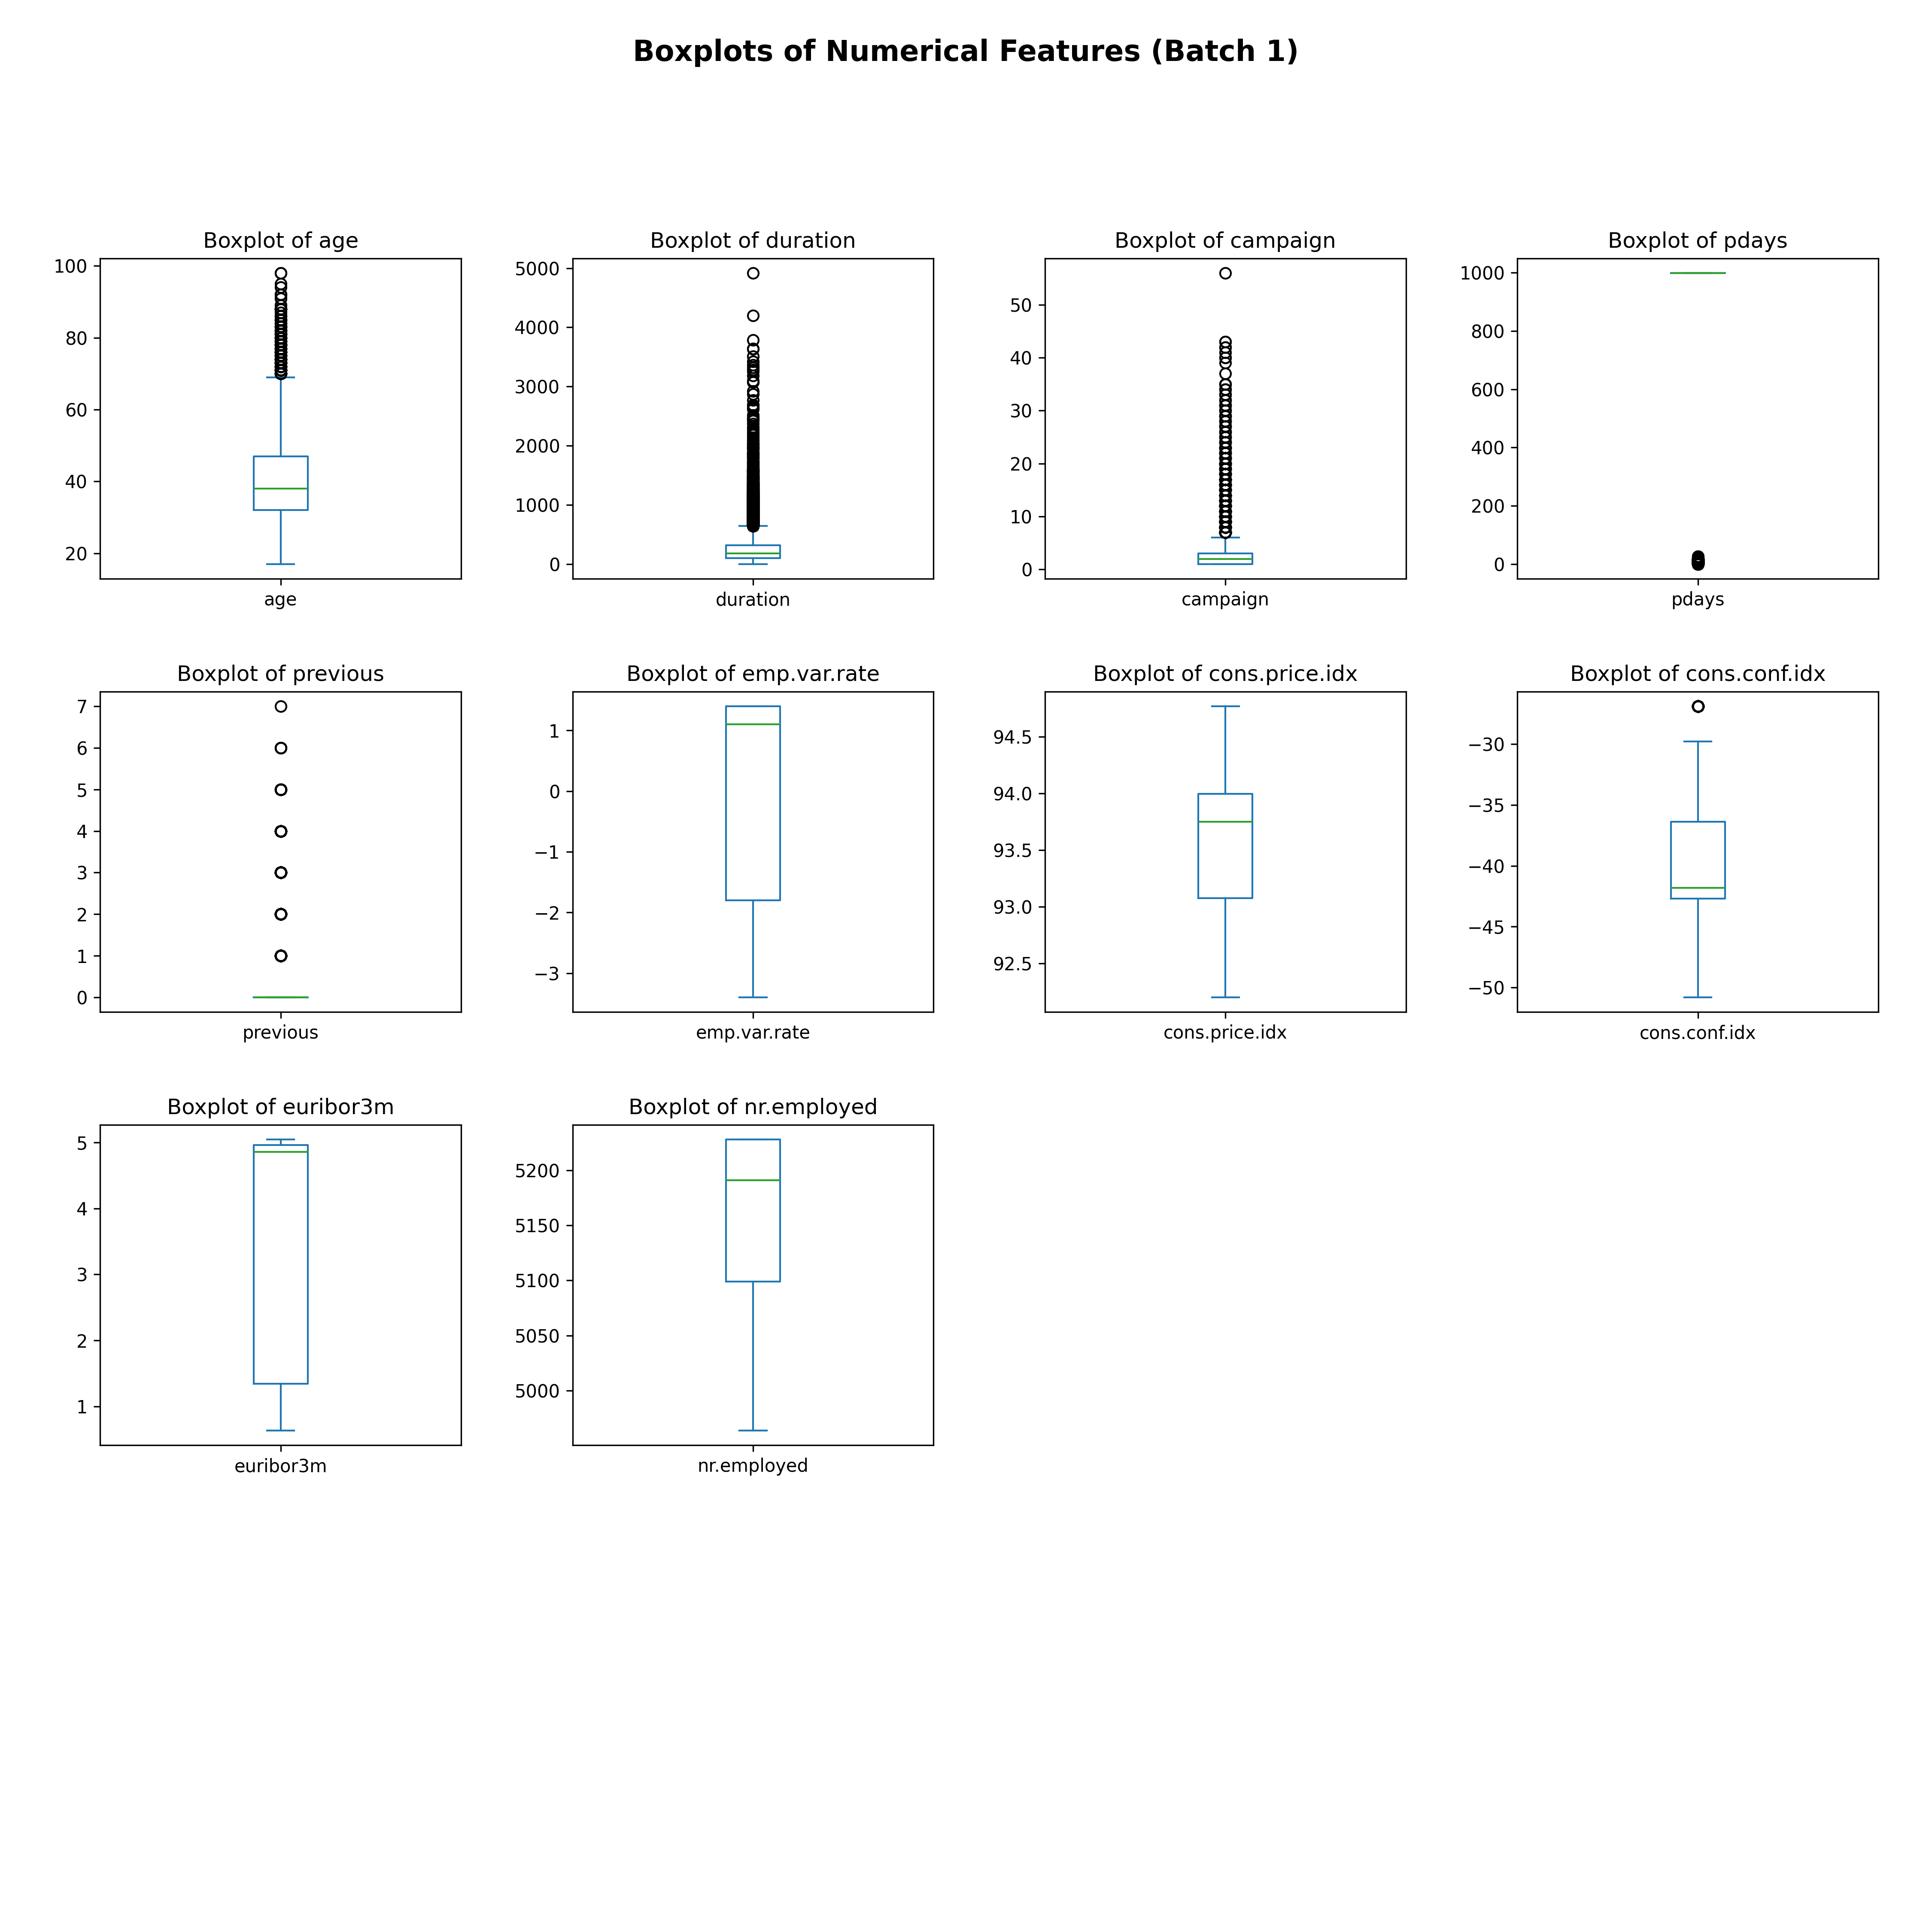 Boxplots of Numerical Features (Batch 1)
Boxplot of age
100
80
60
40
20
age
Boxplot of duration
5000
4000
3000
2000
1000
0
duration
Boxplot of campaign
50
40
30
20
10
0
campaign
Boxplot of pdays
1000
800
600
400
200
0
pdays
Boxplot of previous
7
6
5
4
3
2
1
0
previous
Boxplot of emp.var.rate
1
0
−1
−2
−3
emp.var.rate
Boxplot of cons.price.idx
94.5
94.0
93.5
93.0
92.5
cons.price.idx
Boxplot of cons.conf.idx
−30
−35
−40
−45
−50
cons.conf.idx
Boxplot of euribor3m
5
4
3
2
1
euribor3m
Boxplot of nr.employed
5200
5150
5100
5050
5000
nr.employed